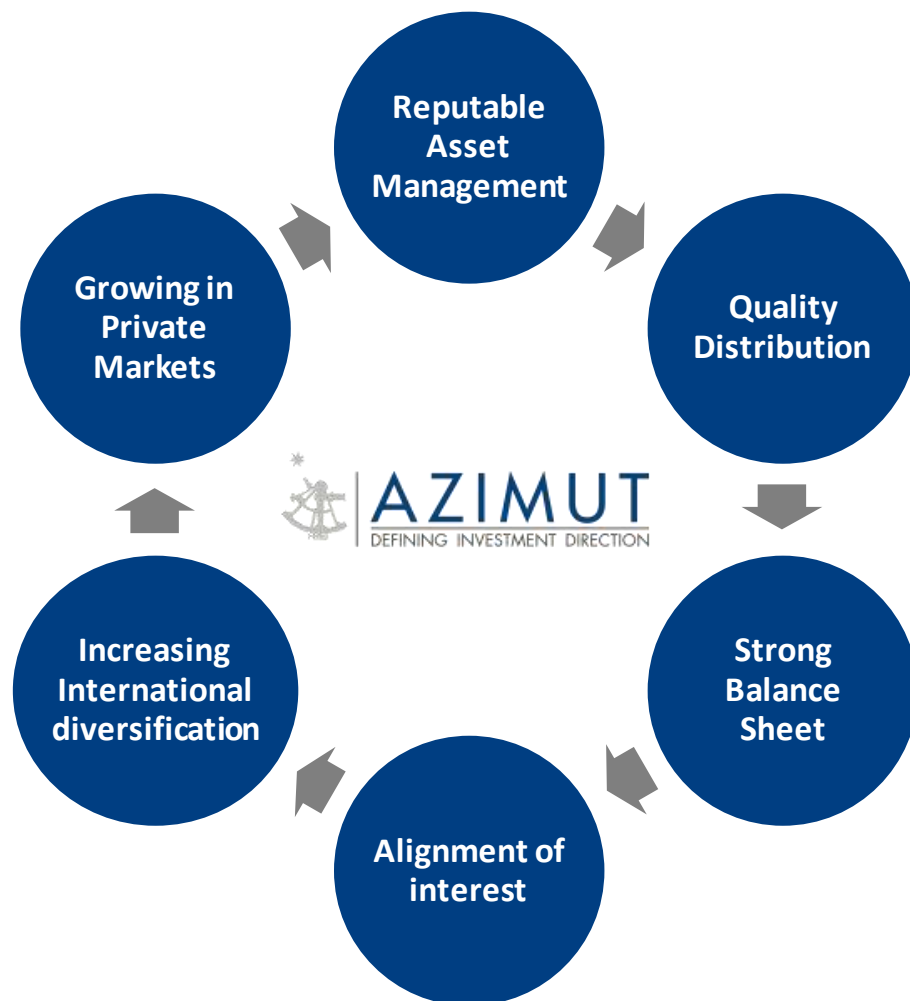 Reputable
Asset
Management
Quality
Distribution
Strong
Balance
Sheet
Alignment of
interest
Increasing
International
diversification
Growing in
Private
Markets
AZIMUT
DEFINING INVESTMENT DIRECTION